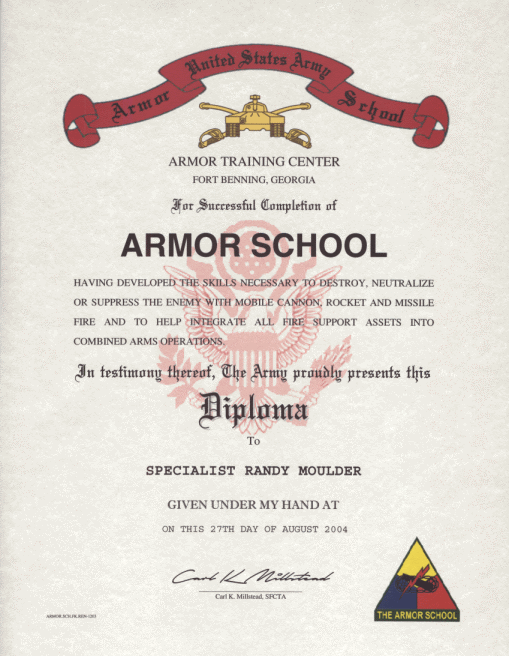 Armor United States Army School
ARMOR TRAINING CENTER
FORT BENNING, GEORGIA
For Successful Completion of
ARMOR SCHOOL
HAVING DEVELOPED THE SKILLS NECESSARY TO DESTROY, NEUTRALIZE
OR SUPPRESS THE ENEMY WITH MOBILE CANNON, ROCKET AND MISSILE
FIRE AND TO HELP INTEGRATE ALL FIRE SUPPORT ASSETS INTO
COMBINED ARMS OPERATIONS.
In testimony thereof, The Army proudly presents this
Diploma
To
SPECIALIST RANDY MOULDER
GIVEN UNDER MY HAND AT
ON THIS 27TH DAY OF AUGUST 2004
Carl K Millstead
Carl K. Millstead, SFCTA
THE ARMOR SCHOOL